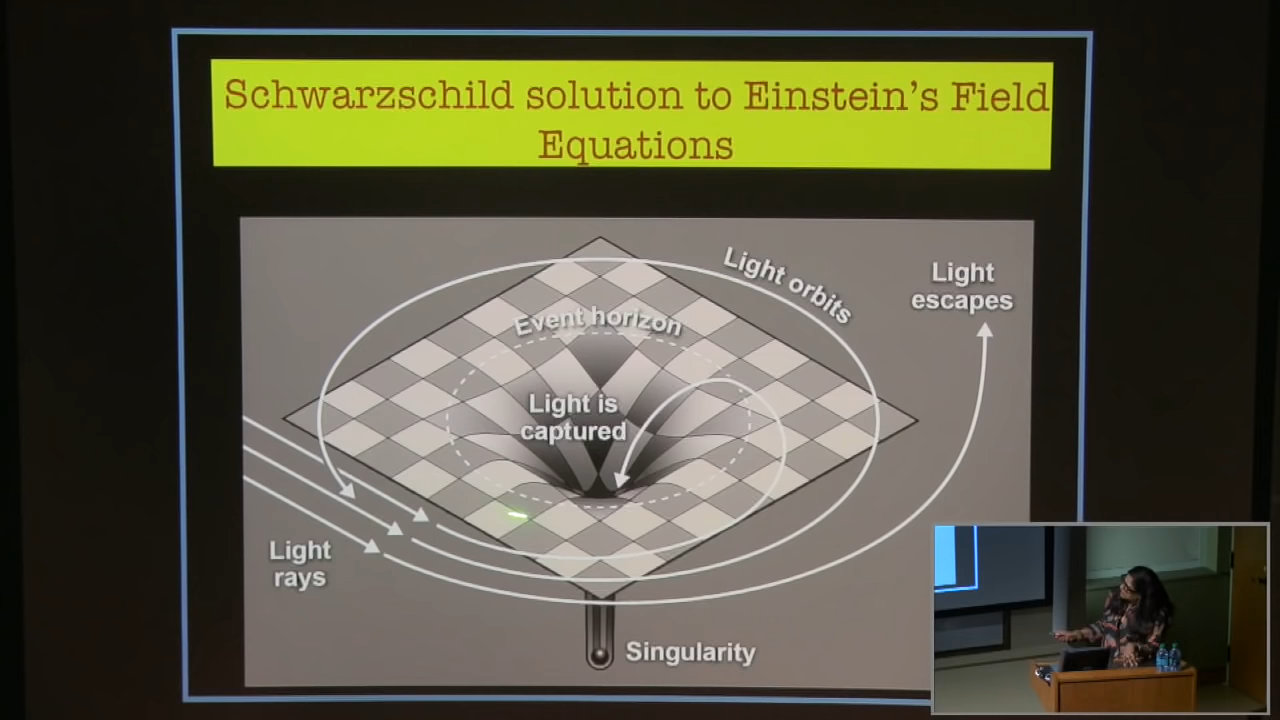 Schwarzschild solution to Einstein's Field
Equations
Light orbits
Light
escapes
Event horizon
Light is
captured
Light
rays
Singularity